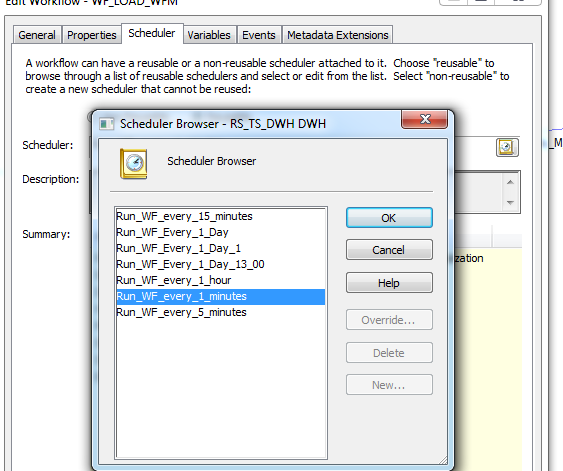 Edit Workflow - WF_LOAD_WFM
General Properties Scheduler Variables Events Metadata Extensions
A workflow can have a reusable or a non-reusable scheduler attached to it. Choose "reusable" to
browse through a list of reusable schedulers and select or edit from the list. Select "non-reusable" to
create a new scheduler that cannot be reused:
Scheduler Browser - RS_TS_DWH DWH
Scheduler:
_M
Scheduler Browser
Description:
Run_WF_every_15_minutes
Run_WF_Every_1_Day
Run_WF_Every_1_Day_1
Run_WF_Every_1_Day_13_00
Run_WF_every_1_hour
Run_WF_every_1_minutes
Run_WF_every_5_minutes
OK
Cancel
Help
Override...
Delete
New...
Summary:
zation